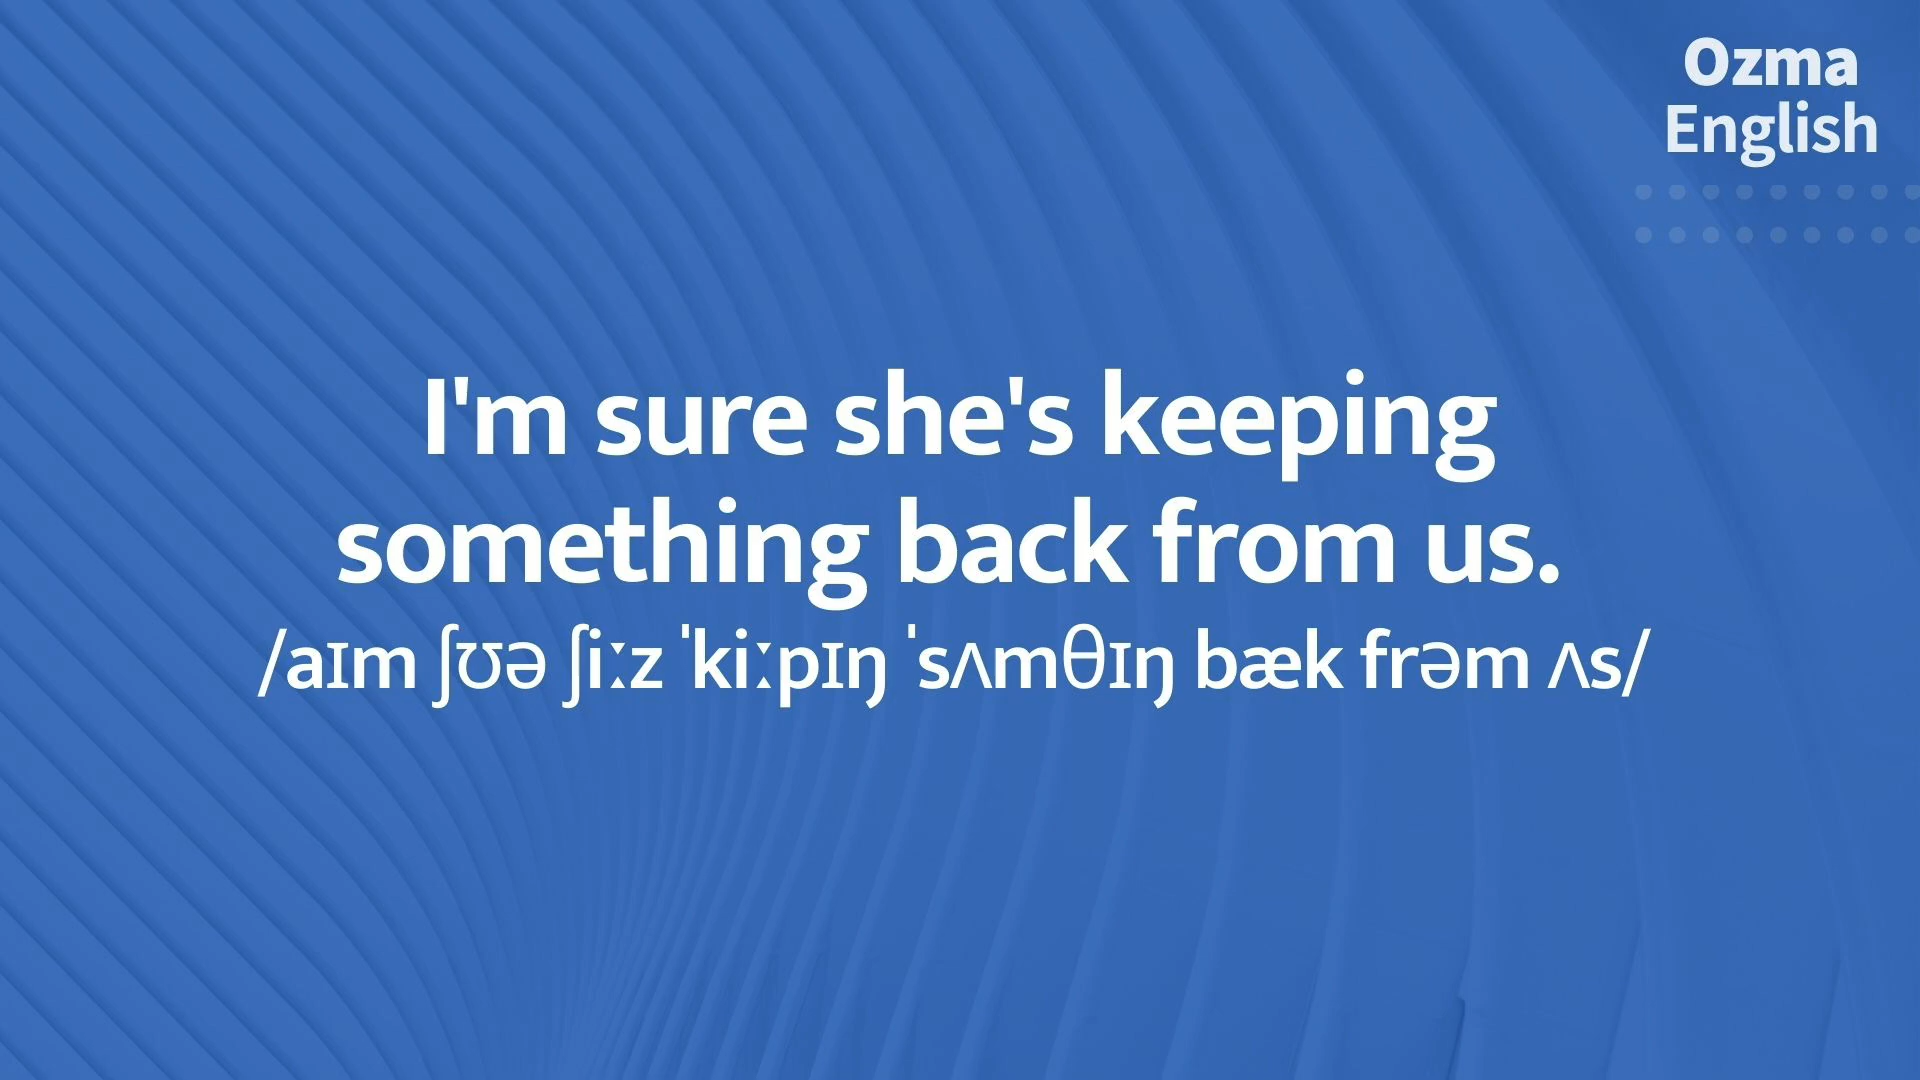 Ozma
English
I'm sure she's keeping
something back from us.
/aɪm ʃʊə ʃiːz ˈkiːpɪŋ ˈsʌmθɪŋ bæk frəm ʌs/